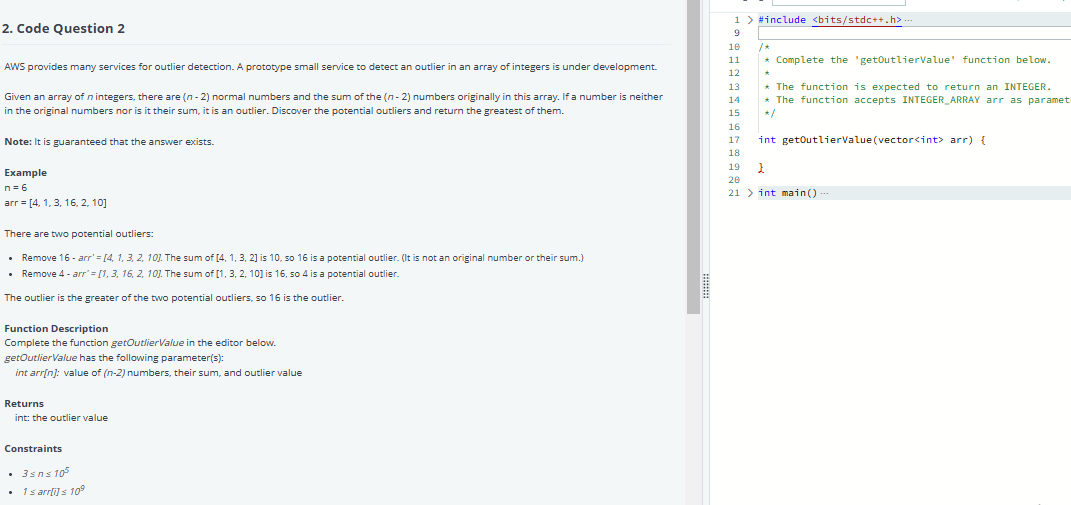 2. Code Question 2
AWS provides many services for outlier detection. A prototype small service to detect an outlier in an array of integers is under development.
Given an array of n integers, there are (n - 2) normal numbers and the sum of the (n - 2) numbers originally in this array. If a number is neither
in the original numbers nor is it their sum, it is an outlier. Discover the potential outliers and return the greatest of them.
Note: It is guaranteed that the answer exists.
Example
n = 6
arr = [4, 1, 3, 16, 2, 10]
There are two potential outliers:
• Remove 16 - arr' = [4, 1, 3, 2, 10]. The sum of [4, 1, 3, 2] is 10, so 16 is a potential outlier. (It is not an original number or their sum.)
• Remove 4 - arr' = [1, 3, 16, 2, 10]. The sum of [1, 3, 2, 10] is 16, so 4 is a potential outlier.
The outlier is the greater of the two potential outliers, so 16 is the outlier.
Function Description
Complete the function getOutlierValue in the editor below.
getOutlierValue has the following parameter(s):
int arr[n]: value of (n-2) numbers, their sum, and outlier value
Returns
int: the outlier value
Constraints
• 3 ≤ n ≤ 10⁵
• 1 ≤ arr[i] ≤ 10⁹
1 > #include <bits/stdc++.h> ...
9
10 /*
11 * Complete the 'getOutlierValue' function below.
12 *
13 * The function is expected to return an INTEGER.
14 * The function accepts INTEGER_ARRAY arr as paramet
15 */
16
17 int getOutlierValue(vector<int> arr) {
18
19 }
20
21 > int main() ...